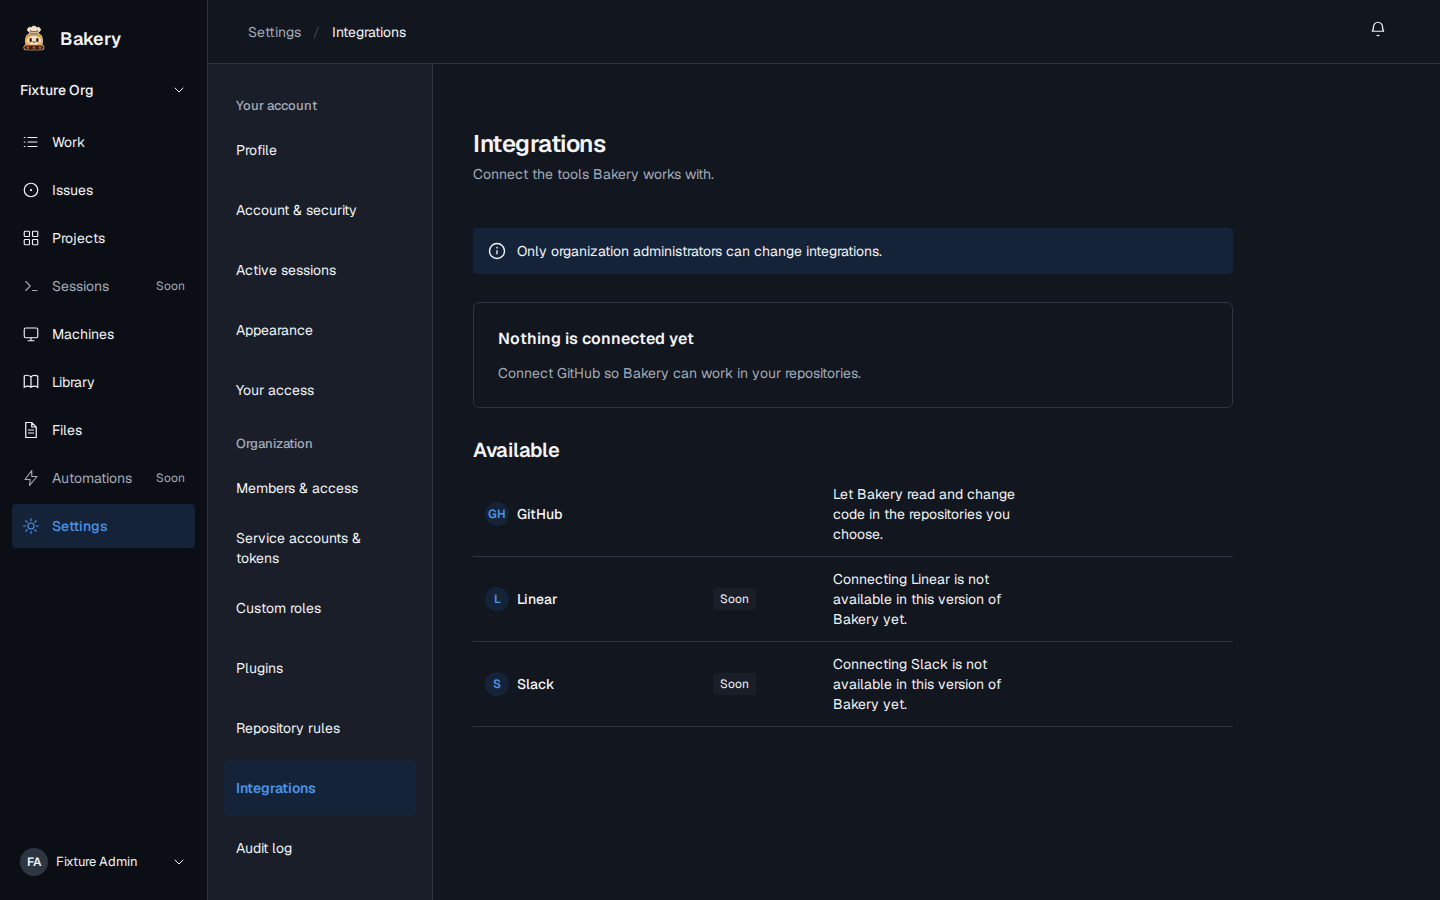 Bakery
Fixture Org
Work
Issues
Projects
Sessions Soon
Machines
Library
Files
Automations Soon
Settings
FA Fixture Admin
Settings / Integrations
Your account
Profile
Account & security
Active sessions
Appearance
Your access
Organization
Members & access
Service accounts &
tokens
Custom roles
Plugins
Repository rules
Integrations
Audit log
Integrations
Connect the tools Bakery works with.
Only organization administrators can change integrations.
Nothing is connected yet
Connect GitHub so Bakery can work in your repositories.
Available
GH GitHub
Let Bakery read and change
code in the repositories you
choose.
L Linear Soon
Connecting Linear is not
available in this version of
Bakery yet.
S Slack Soon
Connecting Slack is not
available in this version of
Bakery yet.